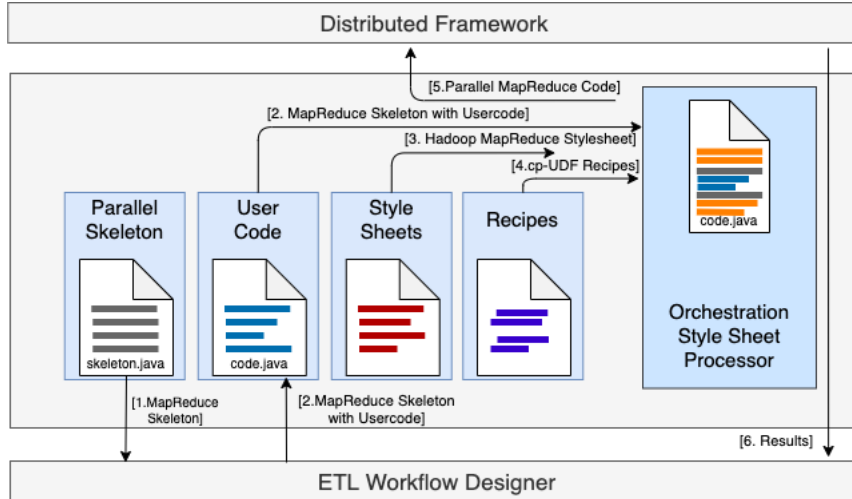 Distributed Framework
[5.Parallel MapReduce Code]
[2. MapReduce Skeleton with Usercode]
[3. Hadoop MapReduce Stylesheet]
[4.cp-UDF Recipes]
Parallel
Skeleton
skeleton.java
User
Code
code.java
Style
Sheets
Recipes
code.java
Orchestration
Style Sheet
Processor
[1.MapReduce
Skeleton]
[2.MapReduce Skeleton
with Usercode]
[6. Results]
ETL Workflow Designer